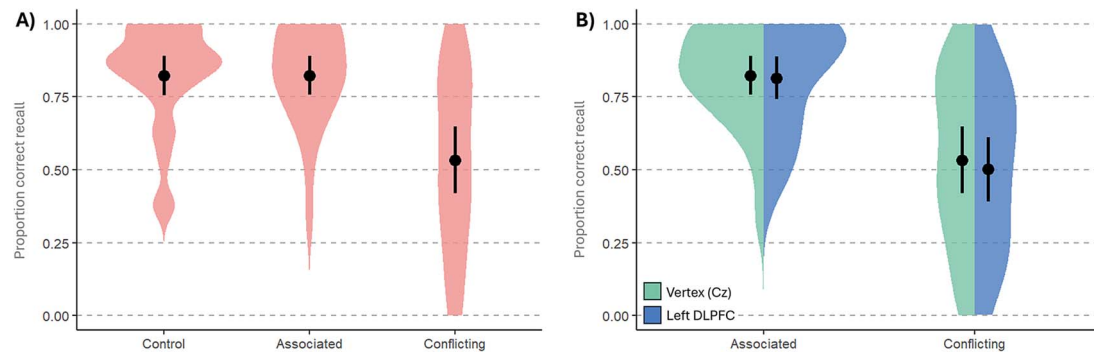 A)
Proportion correct recall
1.00
0.75
0.50
0.25
0.00
Control
Associated
Conflicting
B)
Proportion correct recall
1.00
0.75
0.50
0.25
0.00
Vertex (Cz)
Left DLPFC
Associated
Conflicting